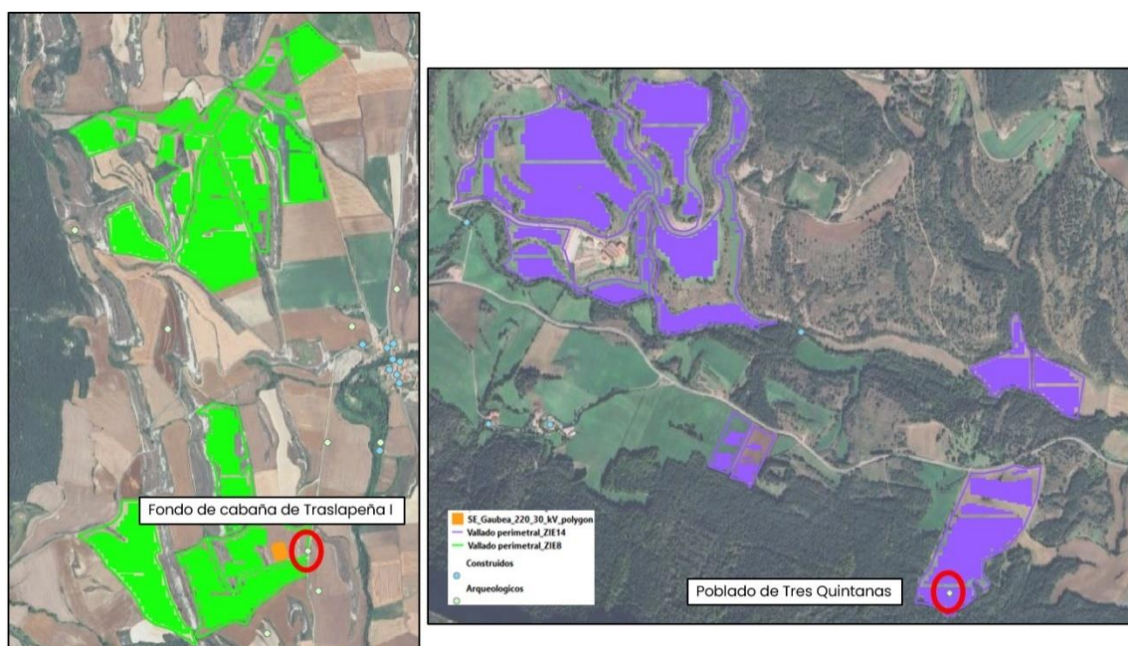 Fondo de cabaña de Traslapeña I
SE_Gaubea_220_30_kV_polygon
Vallado perimetral_ZIE14
Vallado perimetral_ZIE8
Construidos
Arqueologicos
Poblado de Tres Quintanas